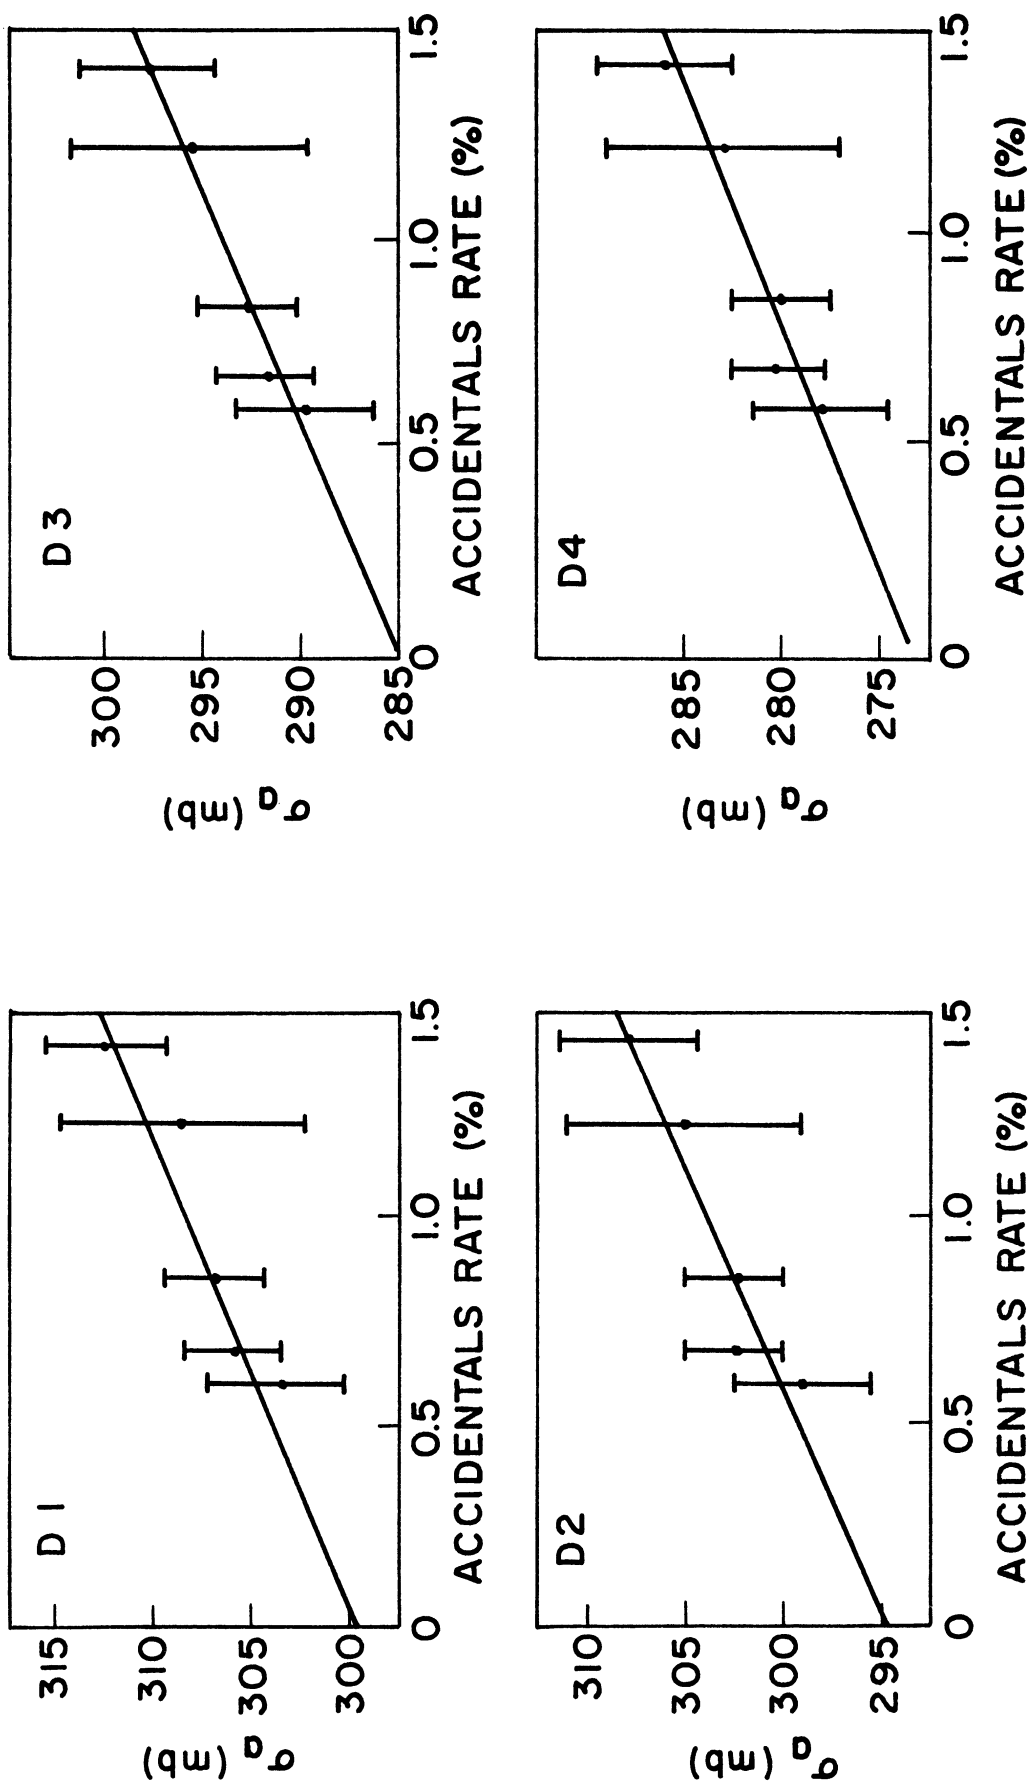 D1
315
310
305
300
σa (mb)
0
0.5
1.0
1.5
ACCIDENTALS RATE (%)
D3
300
295
290
285
σa (mb)
0
0.5
1.0
1.5
ACCIDENTALS RATE (%)
D2
310
305
300
295
σa (mb)
0
0.5
1.0
1.5
ACCIDENTALS RATE (%)
D4
285
280
275
σa (mb)
0
0.5
1.0
1.5
ACCIDENTALS RATE (%)